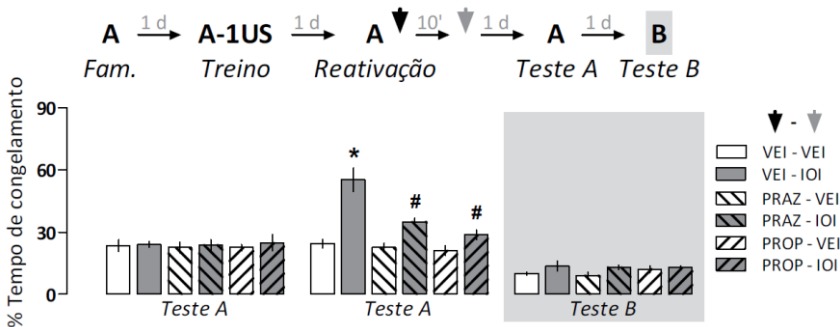 A 1 d A-1US 1 d A 10' 1 d A 1 d B
Fam. Treino Reativação Teste A Teste B
% Tempo de congelamento
90
60
30
0
*
#
#
Teste A Teste A Teste B
-
VEI - VEI
VEI - IOI
PRAZ - VEI
PRAZ - IOI
PROP - VEI
PROP - IOI